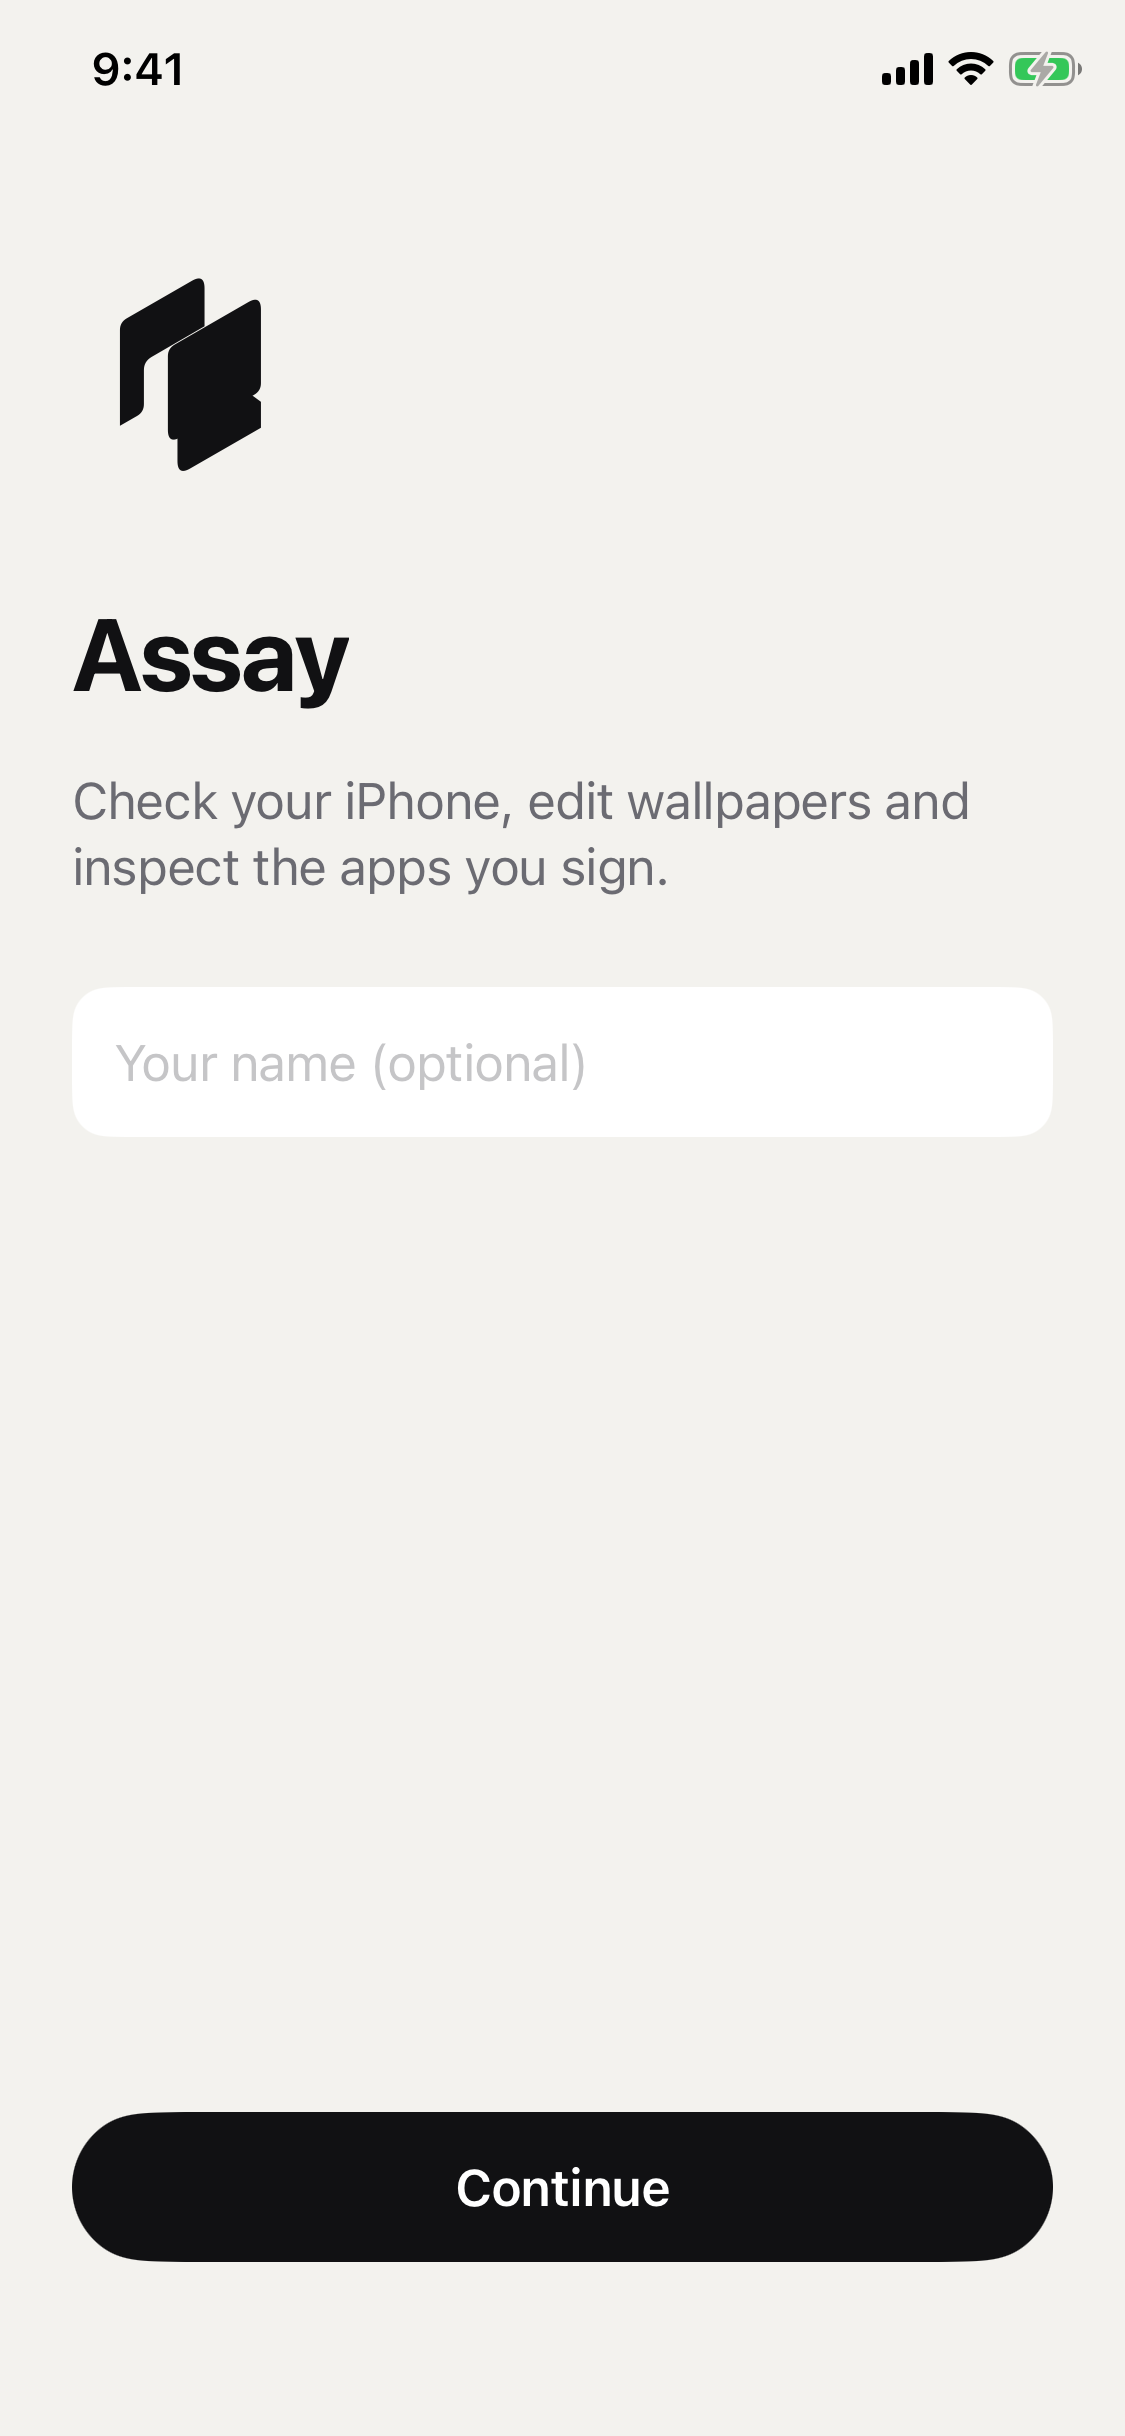 9:41
Assay
Check your iPhone, edit wallpapers and
inspect the apps you sign.
Your name (optional)
Continue